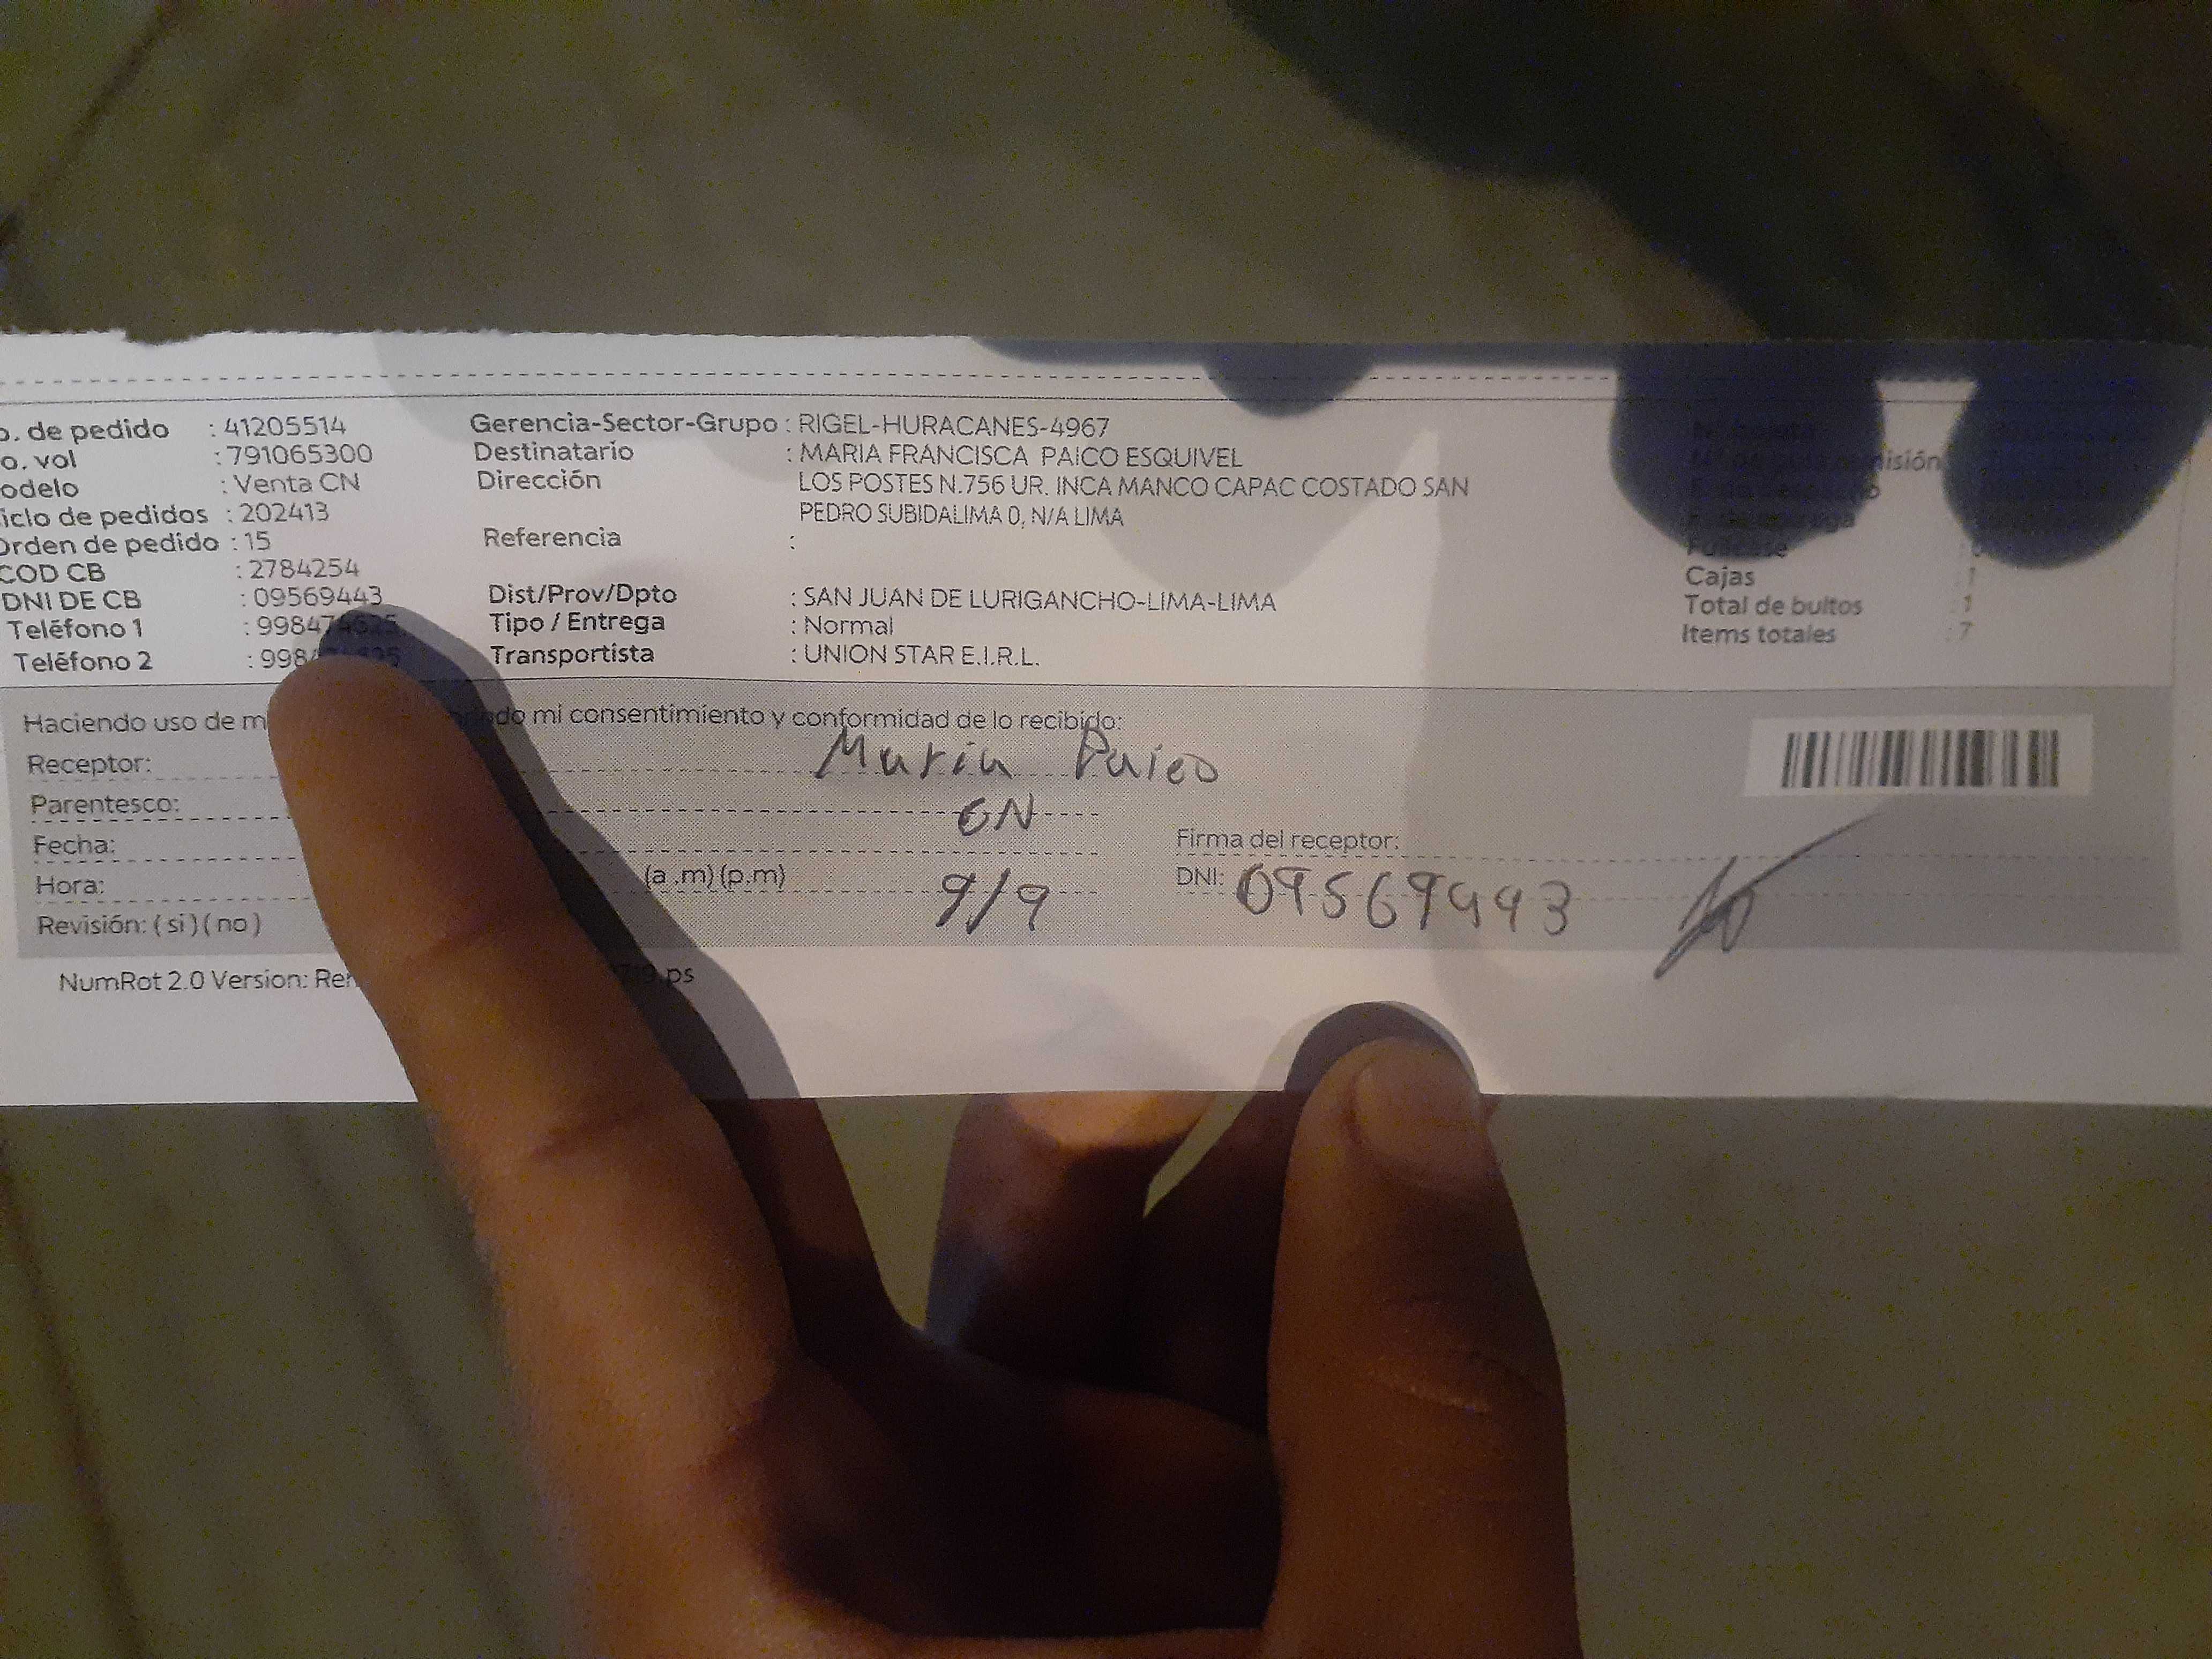 o. de pedido : 41205514
o. vol : 791065300
odelo : Venta CN
iclo de pedidos : 202413
Orden de pedido : 15
COD CB : 2784254
DNI DE CB : 09569443
Teléfono 1 : 998474625
Teléfono 2
Gerencia-Sector-Grupo : RIGEL-HURACANES-4967
Destinatario : MARIA FRANCISCA PAICO ESQUIVEL
Dirección LOS POSTES N.756 UR. INCA MANCO CAPAC COSTADO SAN
PEDRO SUBIDALIMA 0, N/A LIMA
Referencia :
Dist/Prov/Dpto : SAN JUAN DE LURIGANCHO-LIMA-LIMA
Tipo / Entrega : Normal
Transportista : UNION STAR E.I.R.L.
Cajas : 1
Total de bultos : 1
Items totales : 7
Haciendo uso de m mi consentimiento y conformidad de lo recibido:
Receptor: Maria Paico
Parentesco: CN
Fecha:
Hora: (a .m) (p.m) 9/9
Revisión: ( si ) ( no )
Firma del receptor:
DNI: 09569443
NumRot 2.0 Version: .ps